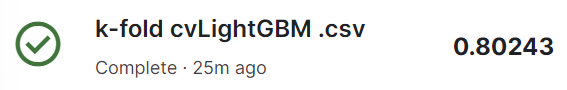 k-fold cvLightGBM .csv
0.80243
Complete · 25m ago